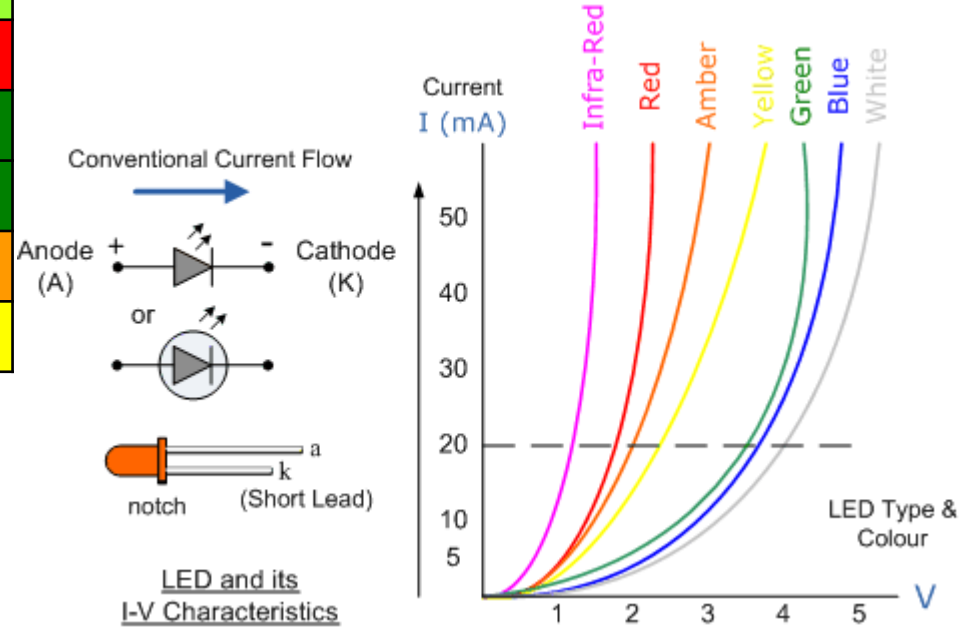 Conventional Current Flow
Anode
(A)
+
-
Cathode
(K)
or
a
k
notch
(Short Lead)
LED and its
I-V Characteristics
Current
I (mA)
50
40
30
20
10
5
Infra-Red
Red
Amber
Yellow
Green
Blue
White
LED Type &
Colour
1 2 3 4 5 V